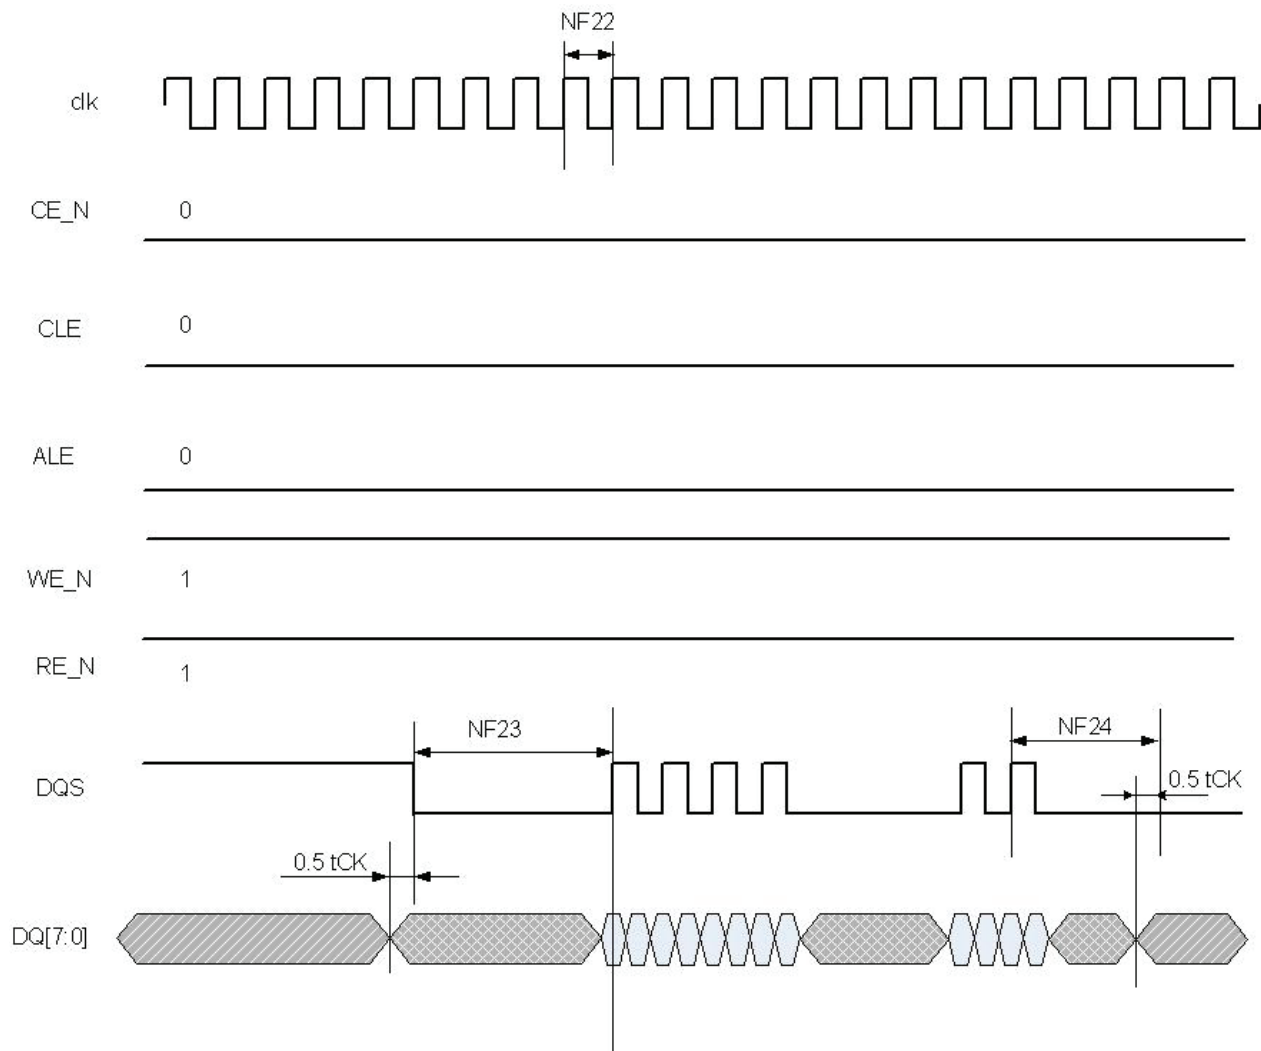 NF22
clk
CE_N 0
CLE 0
ALE 0
WE_N 1
RE_N 1
NF23 NF24
DQS 0.5 tCK
0.5 tCK
DQ[7:0]